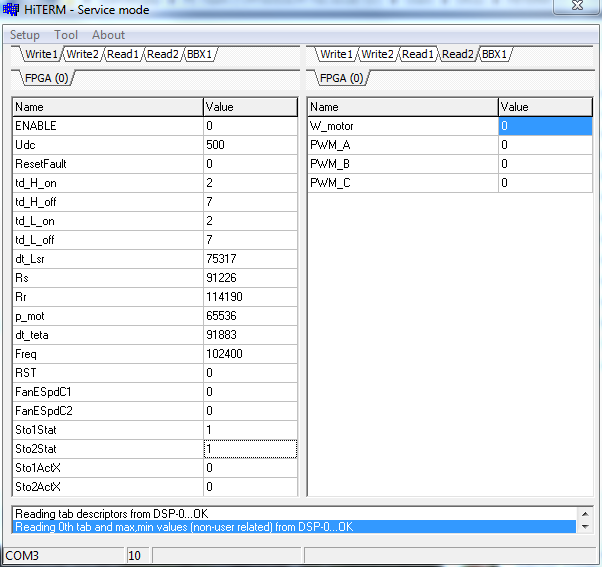 HiTERM - Service mode
Setup Tool About
Write1 Write2 Read1 Read2 BBX1
FPGA (0)
Name Value
ENABLE 0
Udc 500
ResetFault 0
td_H_on 2
td_H_off 7
td_L_on 2
td_L_off 7
dt_Lsr 75317
Rs 91226
Rr 114190
p_mot 65536
dt_teta 91883
Freq 102400
RST 0
FanESpdC1 0
FanESpdC2 0
Sto1Stat 1
Sto2Stat 1
Sto1ActX 0
Sto2ActX 0
Write1 Write2 Read1 Read2 BBX1
FPGA (0)
Name Value
W_motor 0
PWM_A 0
PWM_B 0
PWM_C 0
Reading tab descriptors from DSP-0...OK
Reading 0th tab and max,min values (non-user related) from DSP-0...OK
COM3 10